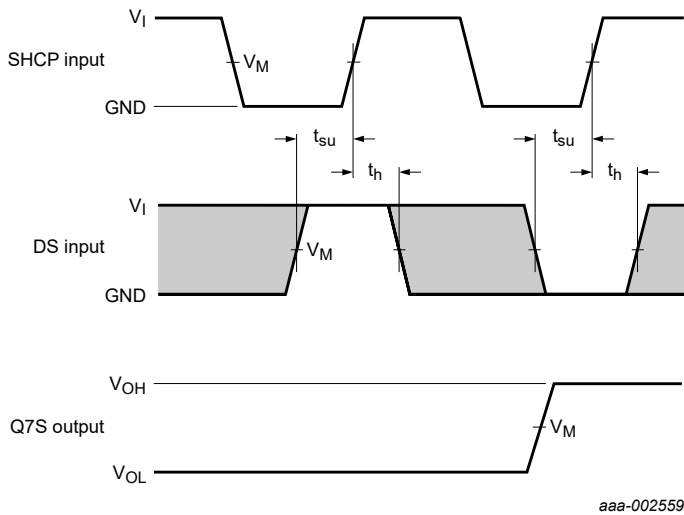 V_I
SHCP input
V_M
GND
t_su
t_su
t_h
t_h
V_I
DS input
V_M
GND
V_OH
Q7S output
V_M
V_OL
aaa-002559